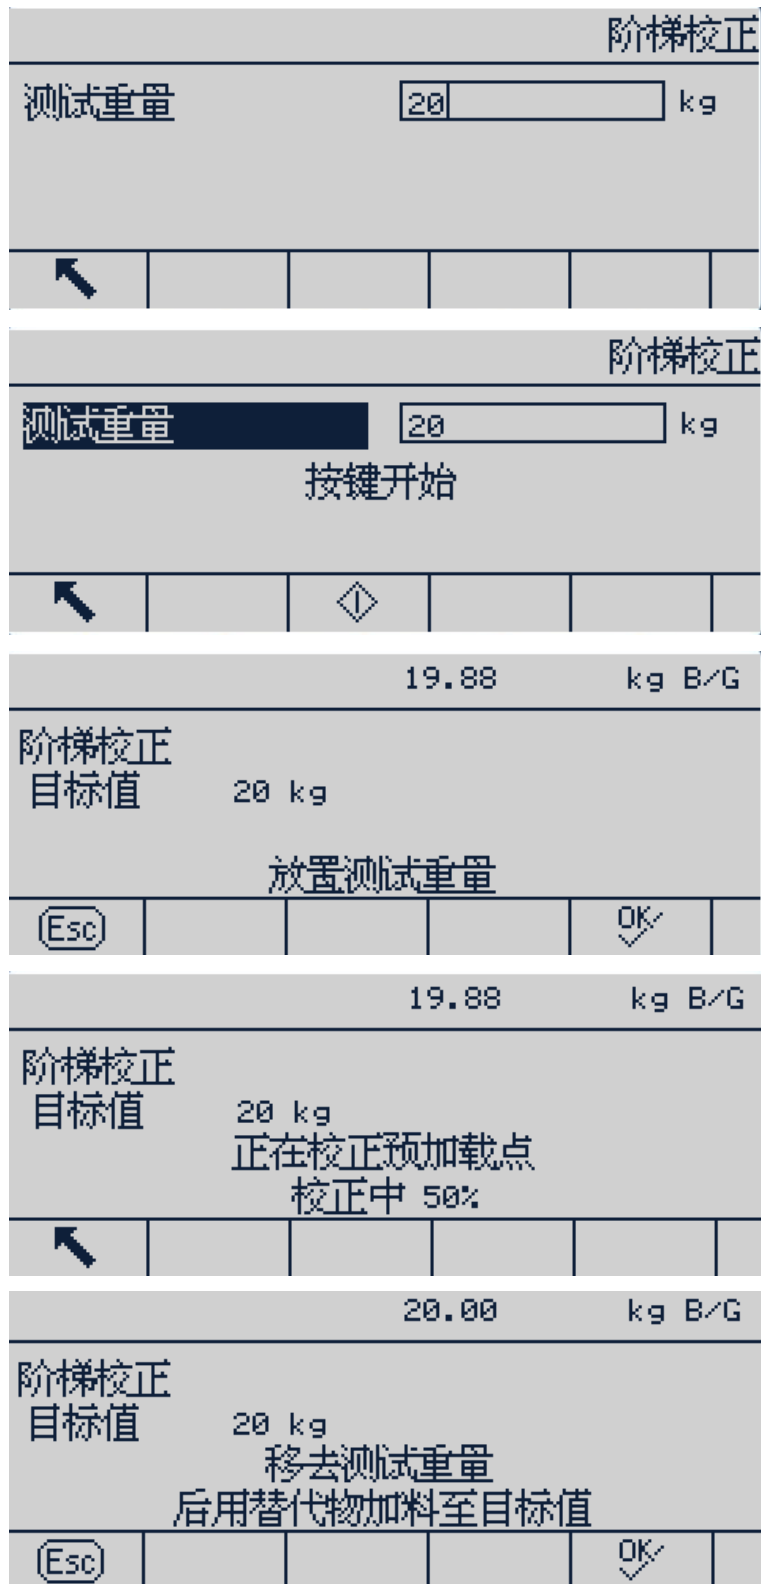 阶梯校正
测试重量 20 kg
阶梯校正
测试重量 20 kg
按键开始
19.88 kg B/G
阶梯校正
目标值 20 kg
放置测试重量
Esc OK
19.88 kg B/G
阶梯校正
目标值 20 kg
正在校正预加载点
校正中 50%
20.00 kg B/G
阶梯校正
目标值 20 kg
移去测试重量
后用替代物加料至目标值
Esc OK